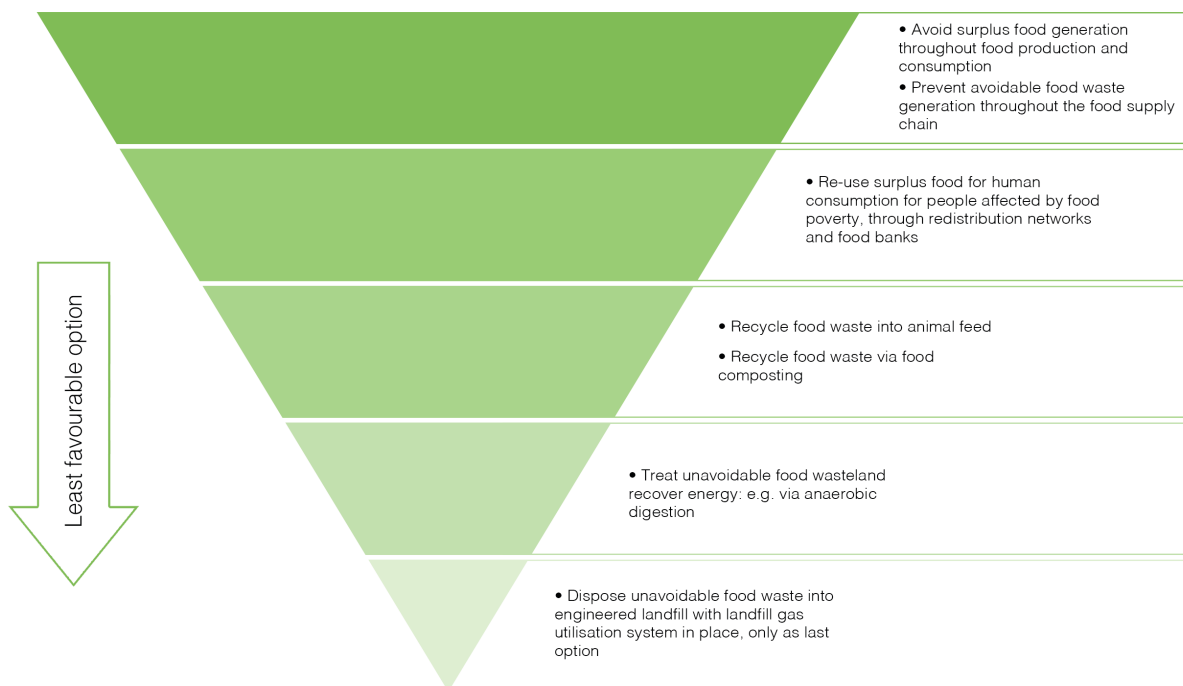 • Avoid surplus food generation
throughout food production and
consumption
• Prevent avoidable food waste
generation throughout the food supply
chain
• Re-use surplus food for human
consumption for people affected by food
poverty, through redistribution networks
and food banks
Least favourable option
• Recycle food waste into animal feed
• Recycle food waste via food
composting
• Treat unavoidable food wasteland
recover energy: e.g. via anaerobic
digestion
• Dispose unavoidable food waste into
engineered landfill with landfill gas
utilisation system in place, only as last
option